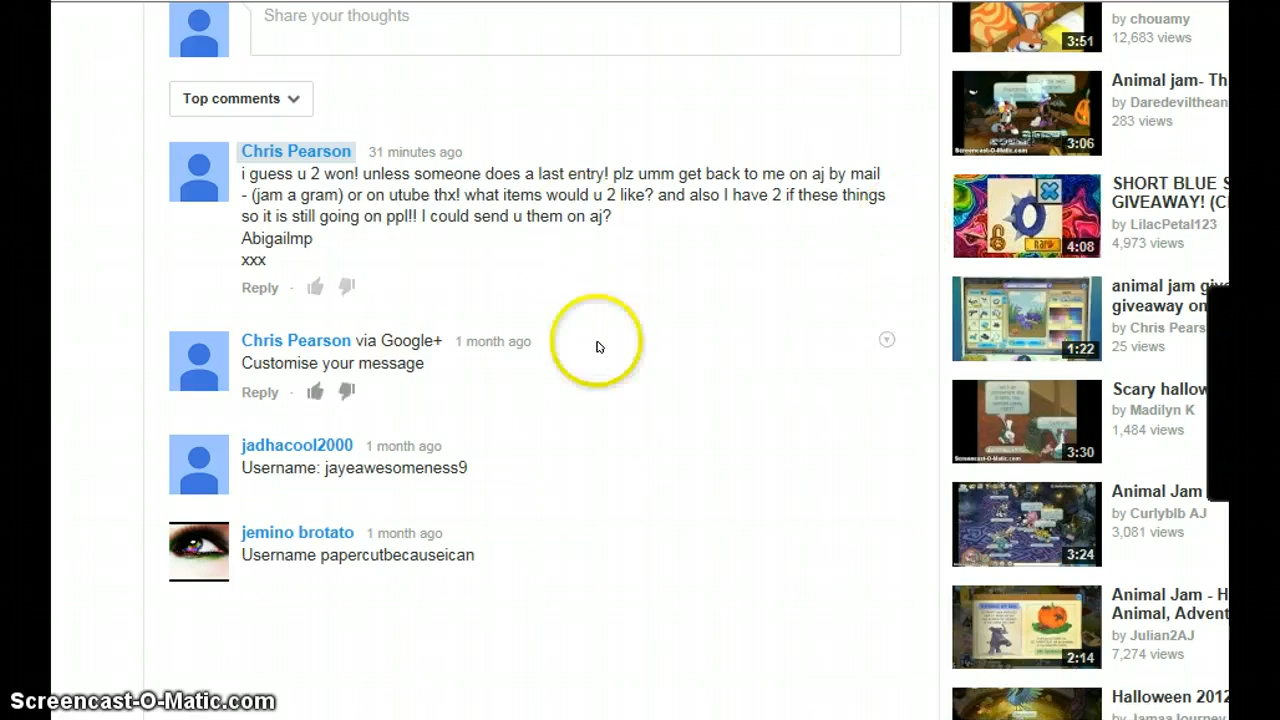 Share your thoughts
Top comments
Chris Pearson 31 minutes ago
i guess u 2 won! unless someone does a last entry! plz umm get back to me on aj by mail
- (jam a gram) or on utube thx! what items would u 2 like? and also I have 2 if these things
so it is still going on ppl!! I could send u them on aj?
Abigailmp
xxx
Reply ·
Chris Pearson via Google+ 1 month ago
Customise your message
Reply ·
jadhacool2000 1 month ago
Username: jayeawesomeness9
jemino brotato 1 month ago
Username papercutbecauseican
by chouamy
12,683 views
3:51
Animal jam- Th
by Daredevilthean
283 views
3:06
SHORT BLUE S
GIVEAWAY! (C
by LilacPetal123
4,973 views
4:08
Rare
animal jam give
giveaway on
by Chris Pears
25 views
1:22
Scary hallow
by Madilyn K
1,484 views
3:30
Animal Jam
by Curlyblb AJ
3,081 views
3:24
Animal Jam - H
Animal, Advent
by Julian2AJ
7,274 views
2:14
Halloween 2012
by JamaaJourney
Screencast-O-Matic.com